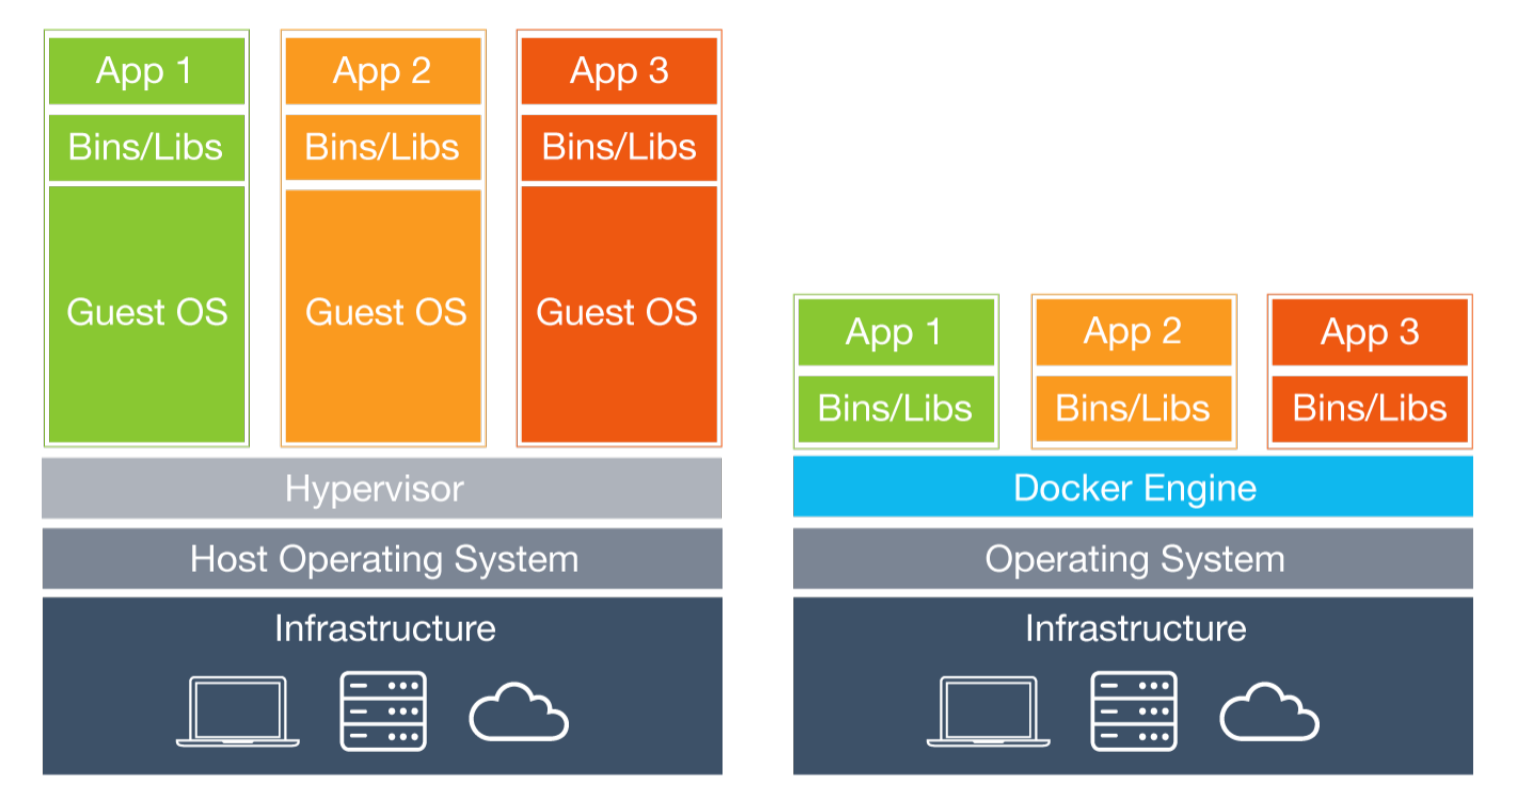 App 1
Bins/Libs
Guest OS
App 2
Bins/Libs
Guest OS
App 3
Bins/Libs
Guest OS
Hypervisor
Host Operating System
Infrastructure
App 1
Bins/Libs
App 2
Bins/Libs
App 3
Bins/Libs
Docker Engine
Operating System
Infrastructure